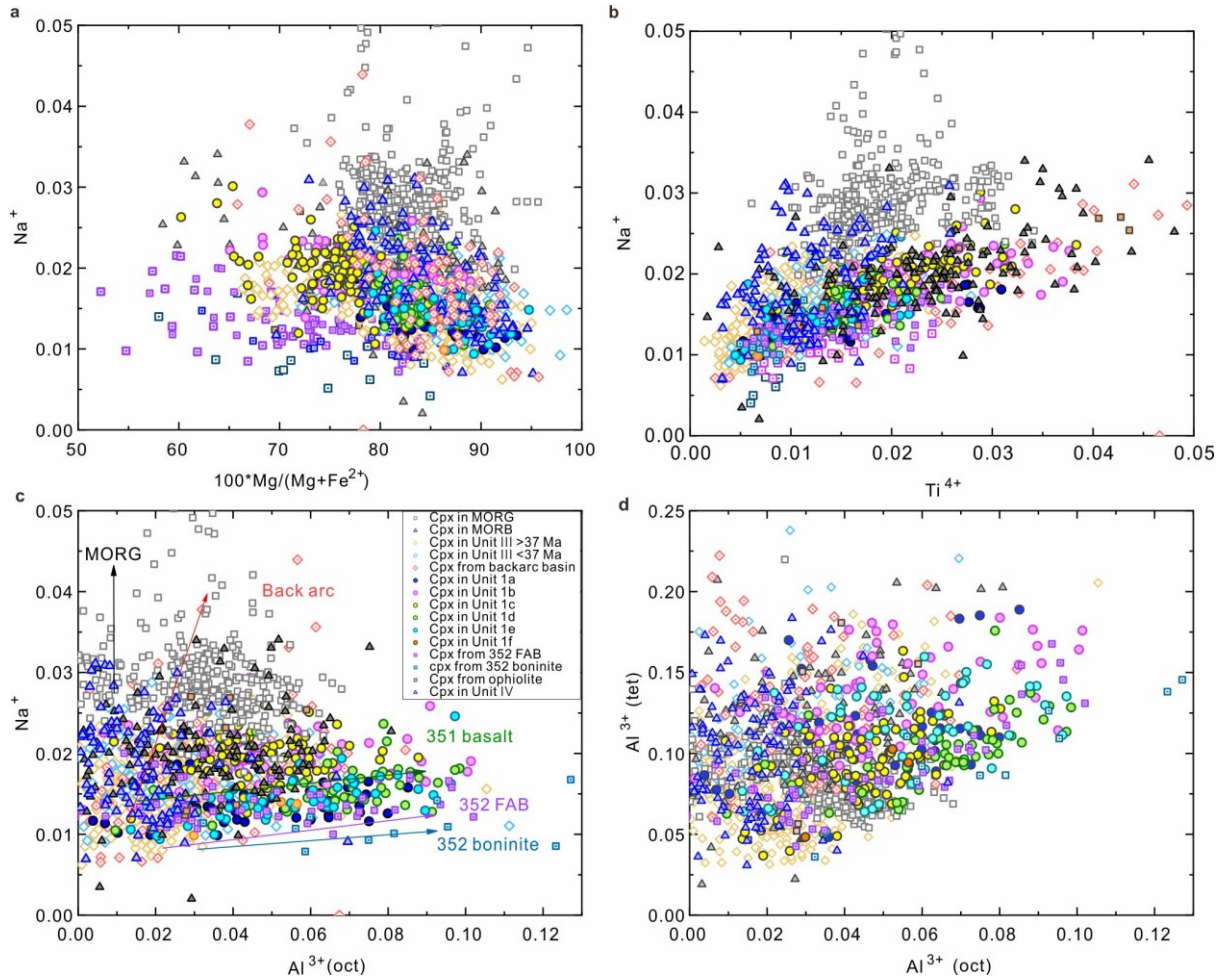 a
0.05
0.04
0.03
0.02
0.01
0.00
Na+
50 60 70 80 90 100
100*Mg/(Mg+Fe2+)
b
0.05
0.04
0.03
0.02
0.01
0.00
Na+
0.00 0.01 0.02 0.03 0.04 0.05
Ti4+
c
0.05
0.04
0.03
0.02
0.01
0.00
Na+
MORG
Back arc
351 basalt
352 FAB
352 boninite
Cpx in MORG
Cpx in MORB
Cpx in Unit III >37 Ma
Cpx in Unit III <37 Ma
Cpx from backarc basin
Cpx in Unit 1a
Cpx in Unit 1b
Cpx in Unit 1c
Cpx in Unit 1d
Cpx in Unit 1e
Cpx in Unit 1f
Cpx from 352 FAB
cpx from 352 boninite
Cpx from ophiolite
Cpx in Unit IV
0.00 0.02 0.04 0.06 0.08 0.10 0.12
Al3+(oct)
d
0.25
0.20
0.15
0.10
0.05
0.00
Al3+(tet)
0.00 0.02 0.04 0.06 0.08 0.10 0.12
Al3+ (oct)